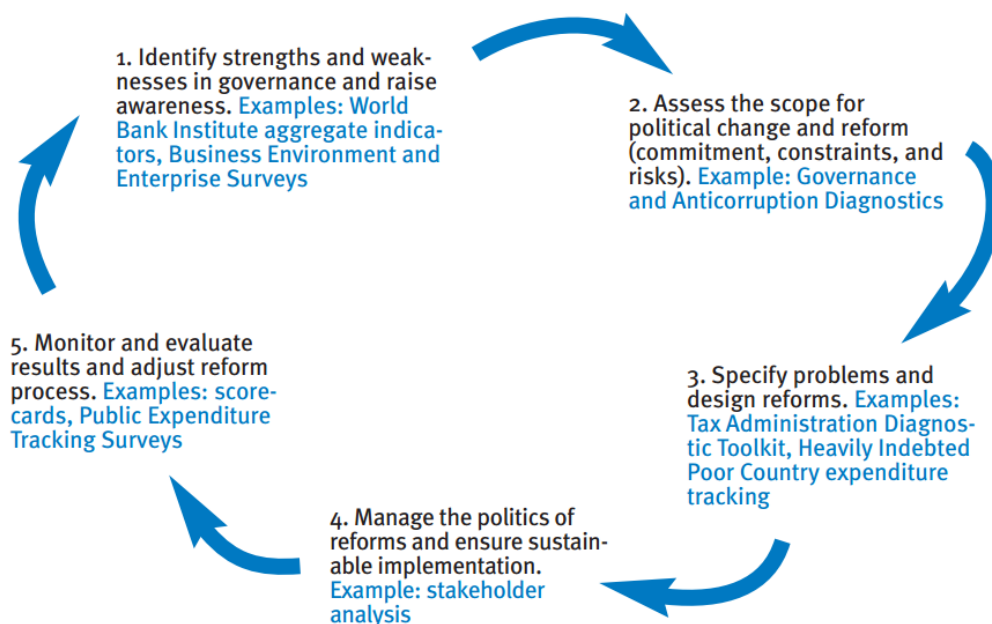 1. Identify strengths and weak-
nesses in governance and raise
awareness. Examples: World
Bank Institute aggregate indica-
tors, Business Environment and
Enterprise Surveys
2. Assess the scope for
political change and reform
(commitment, constraints, and
risks). Example: Governance
and Anticorruption Diagnostics
3. Specify problems and
design reforms. Examples:
Tax Administration Diagnos-
tic Toolkit, Heavily Indebted
Poor Country expenditure
tracking
4. Manage the politics of
reforms and ensure sustain-
able implementation.
Example: stakeholder
analysis
5. Monitor and evaluate
results and adjust reform
process. Examples: score-
cards, Public Expenditure
Tracking Surveys